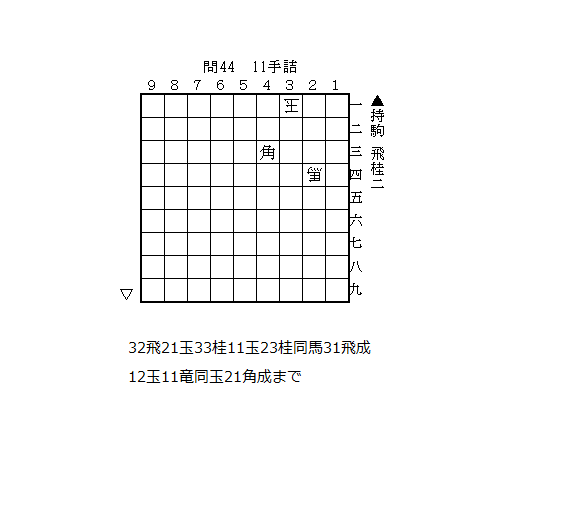 問44 11手詰
9 8 7 6 5 4 3 2 1
王
角
馬
一
二
三
四
五
六
七
八
九
▲持駒 飛桂二
▽
32飛21玉33桂11玉23桂同馬31飛成
12玉11竜同玉21角成まで